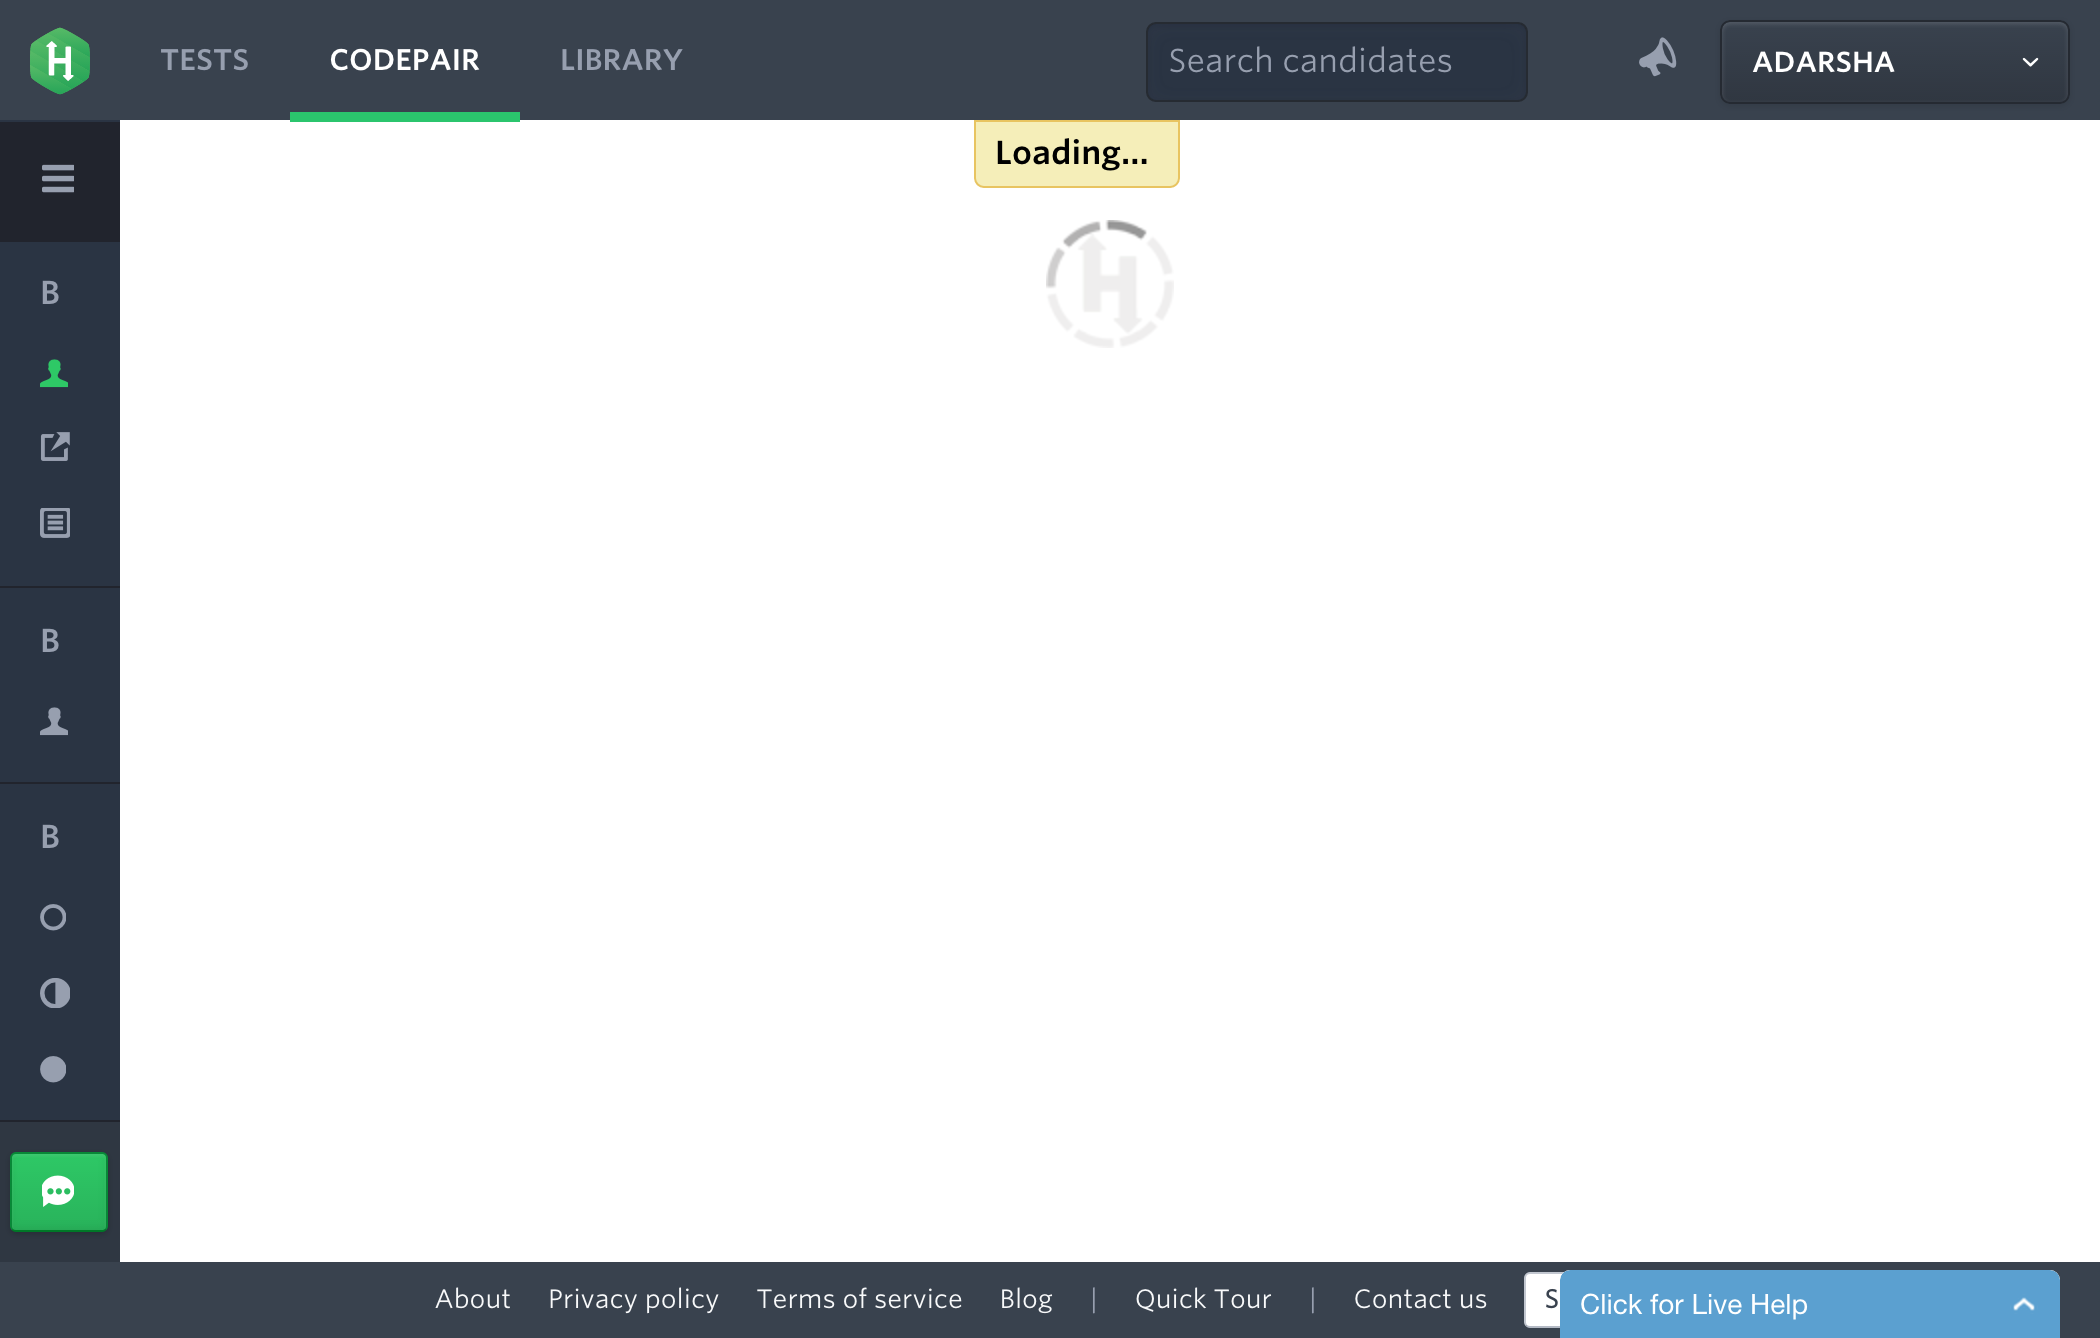 TESTS CODEPAIR LIBRARY Search candidates ADARSHA
Loading...
B
B
B
About Privacy policy Terms of service Blog | Quick Tour | Contact us S Click for Live Help